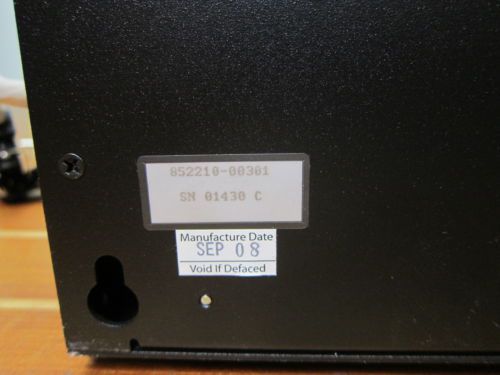 852210-00301
SN 01430 C
Manufacture Date
SEP 08
Void If Defaced